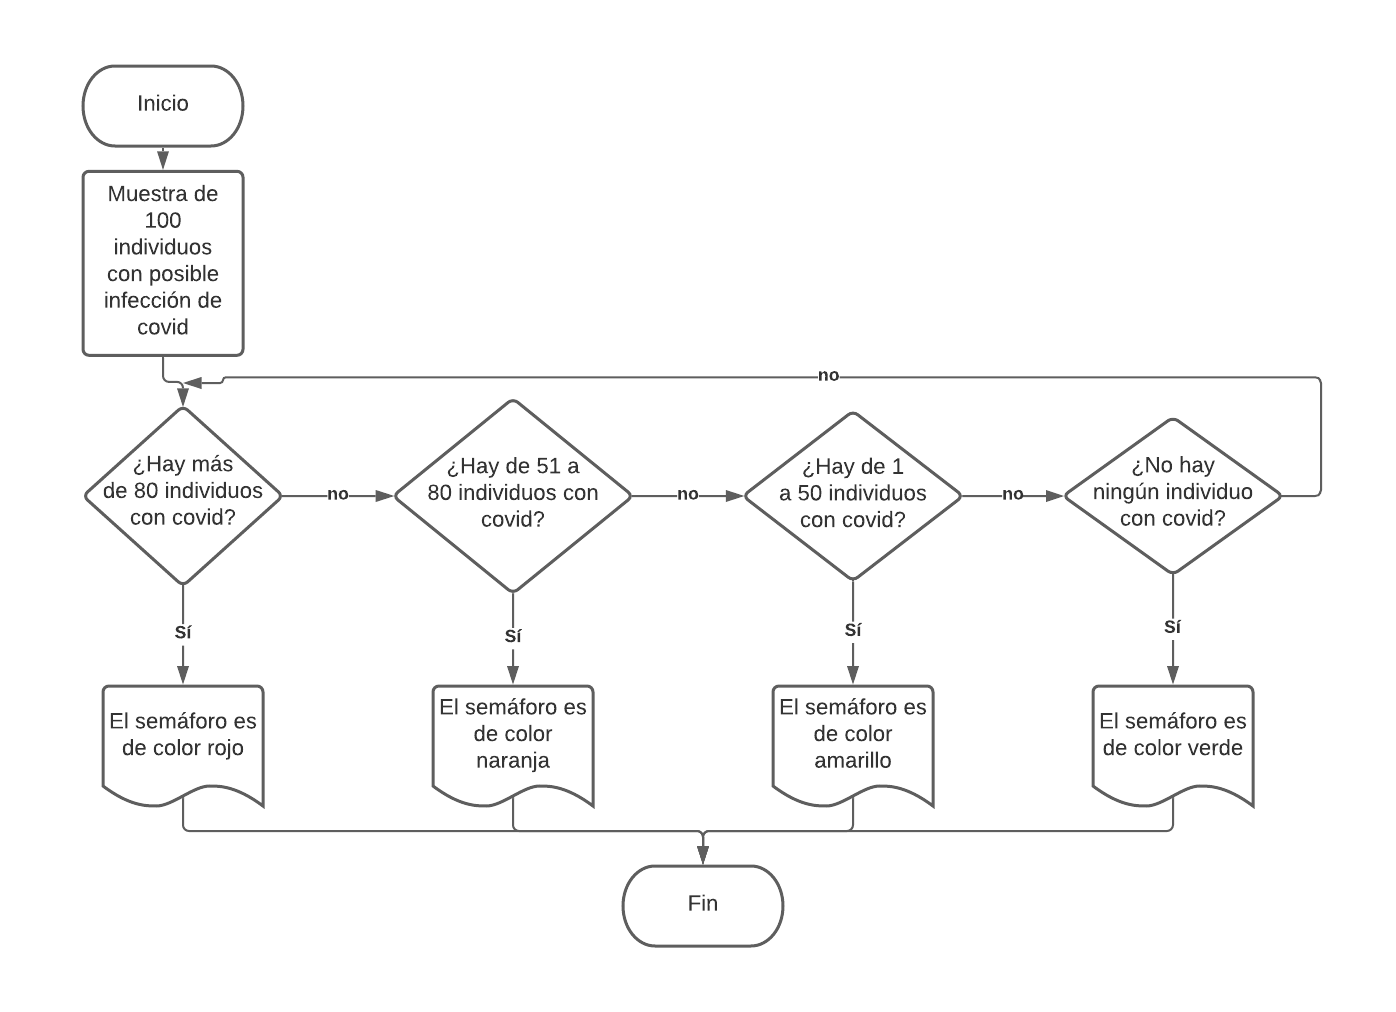 Inicio
Muestra de
100
individuos
con posible
infección de
covid
no
¿Hay más
de 80 individuos
con covid?
no
¿Hay de 51 a
80 individuos con
covid?
no
¿Hay de 1
a 50 individuos
con covid?
no
¿No hay
ningún individuo
con covid?
Sí
Sí
Sí
Sí
El semáforo es
de color rojo
El semáforo es
de color
naranja
El semáforo es
de color
amarillo
El semáforo es
de color verde
Fin